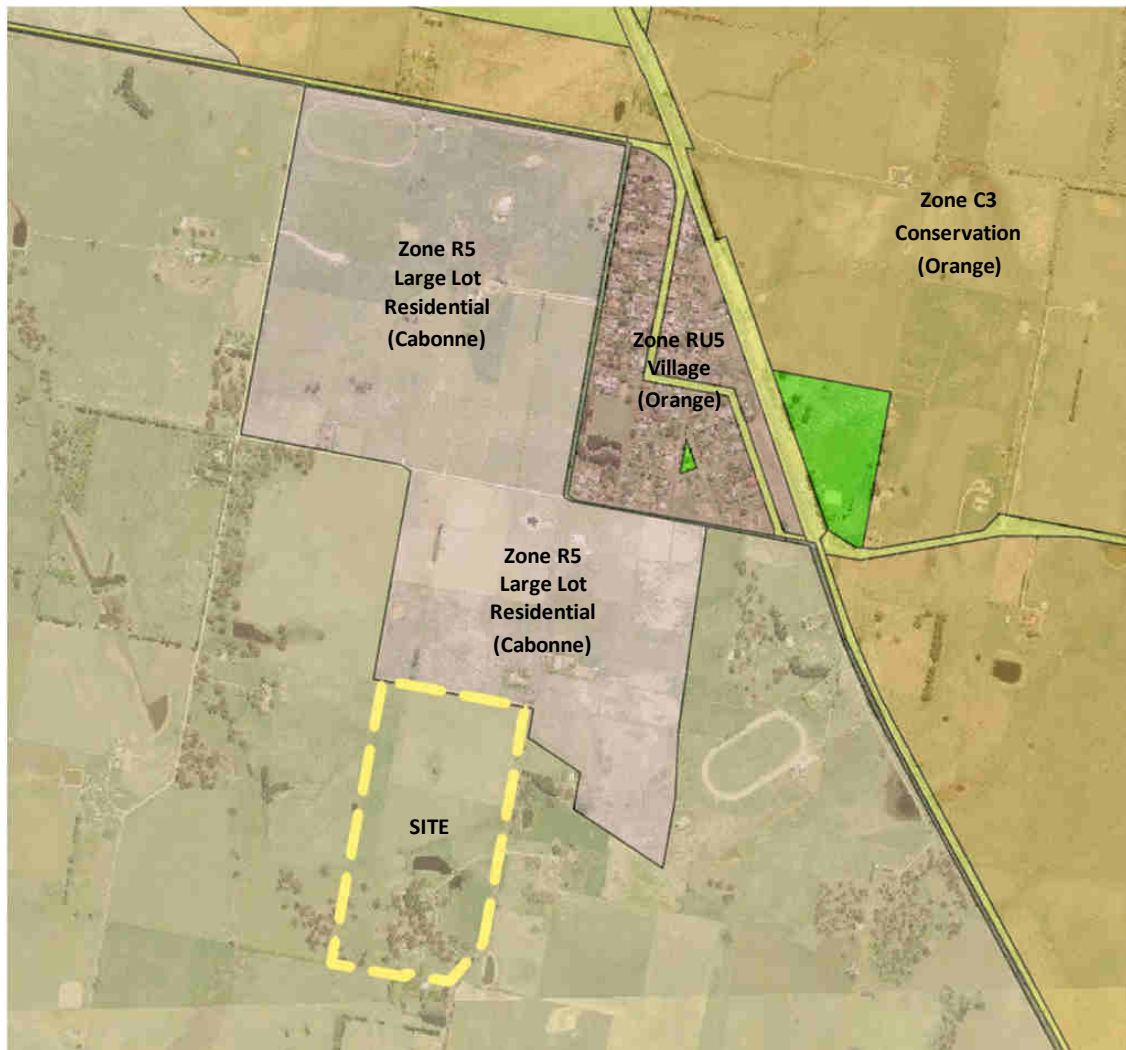 Zone C3
Conservation
(Orange)
Zone R5
Large Lot
Residential
(Cabonne)
Zone RU5
Village
(Orange)
Zone R5
Large Lot
Residential
(Cabonne)
SITE